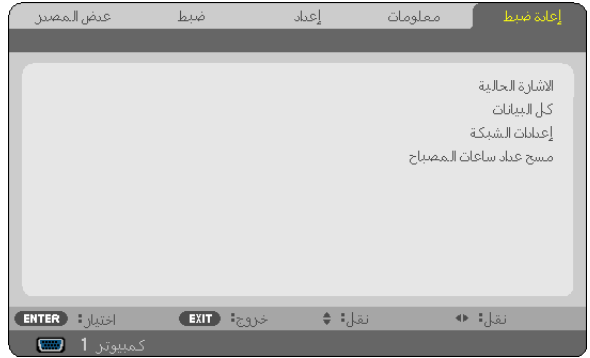 إعادة ضبط معلومات إعداد ضبط عرض المصدر
الاشارة الحالية
كل البيانات
إعدادات الشبكة
مسح عداد ساعات المصباح
نقل: نقل: خروج: EXIT اختيار: ENTER
كمبيوتر 1